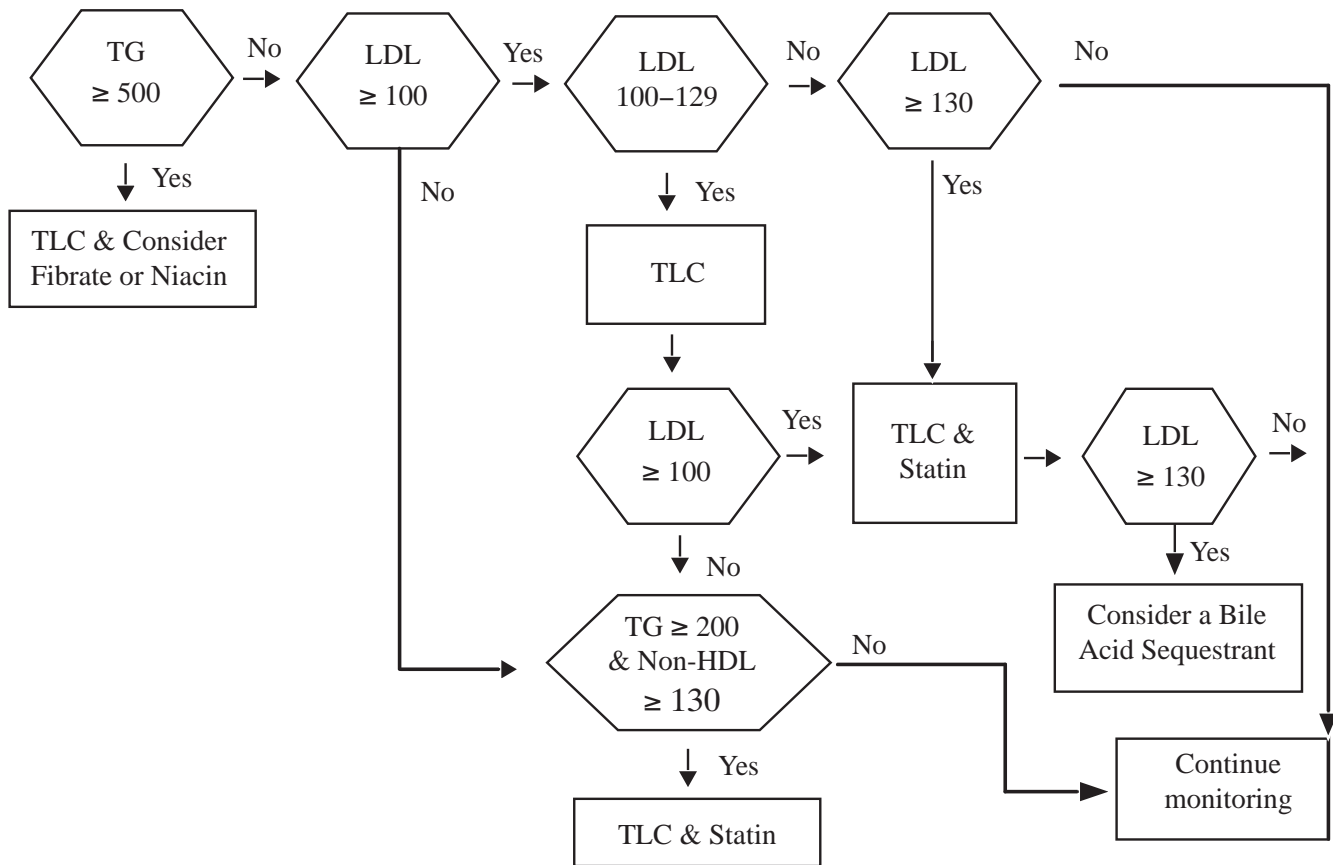 TG
≥ 500
No
LDL
≥ 100
Yes
LDL
100–129
No
LDL
≥ 130
No
Yes
No
Yes
Yes
TLC & Consider
Fibrate or Niacin
TLC
LDL
≥ 100
Yes
TLC &
Statin
LDL
≥ 130
No
No
Yes
TG ≥ 200
& Non-HDL
≥ 130
No
Consider a Bile
Acid Sequestrant
Yes
Continue
monitoring
TLC & Statin